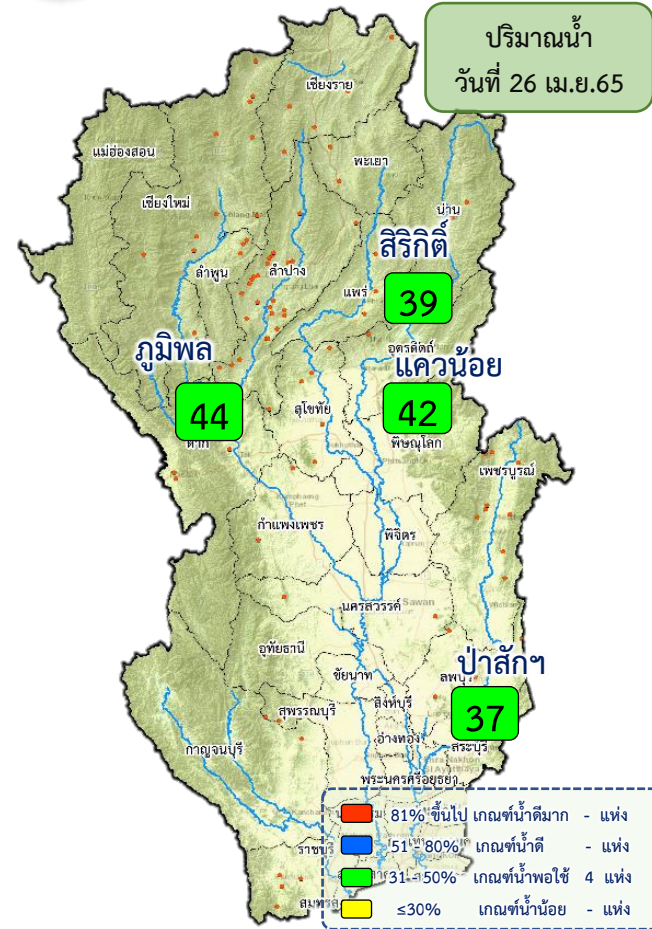 ปริมาณน้ำ
วันที่ 26 เม.ย.65
เชียงราย
แม่ฮ่องสอน
พะเยา
เชียงใหม่
น่าน
สิริกิติ์
ลำพูน
ลำปาง
แพร่
39
ภูมิพล
อุตรดิตถ์
แควน้อย
44
สุโขทัย
42
ตาก
พิษณุโลก
เพชรบูรณ์
กำแพงเพชร
พิจิตร
นครสวรรค์
Sawan
อุทัยธานี
ป่าสักฯ
ชัยนาท
ลพบุรี
สุพรรณบุรี
สิงห์บุรี
37
อ่างทอง
กาญจนบุรี
สระบุรี
พระนครศรีอยุธยา
81% ขึ้นไป เกณฑ์น้ำดีมาก - แห่ง
51 - 80% เกณฑ์น้ำดี - แห่ง
ราชบุรี
31 - 50% เกณฑ์น้ำพอใช้ 4 แห่ง
≤30% เกณฑ์น้ำน้อย - แห่ง